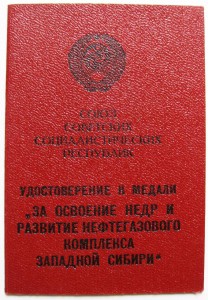 СОЮЗ
СОВЕТСКИХ
СОЦИАЛИСТИЧЕСКИХ
РЕСПУБЛИК
УДОСТОВЕРЕНИЕ К МЕДАЛИ
„ЗА ОСВОЕНИЕ НЕДР И
РАЗВИТИЕ НЕФТЕГАЗОВОГО
КОМПЛЕКСА
ЗАПАДНОЙ СИБИРИ“